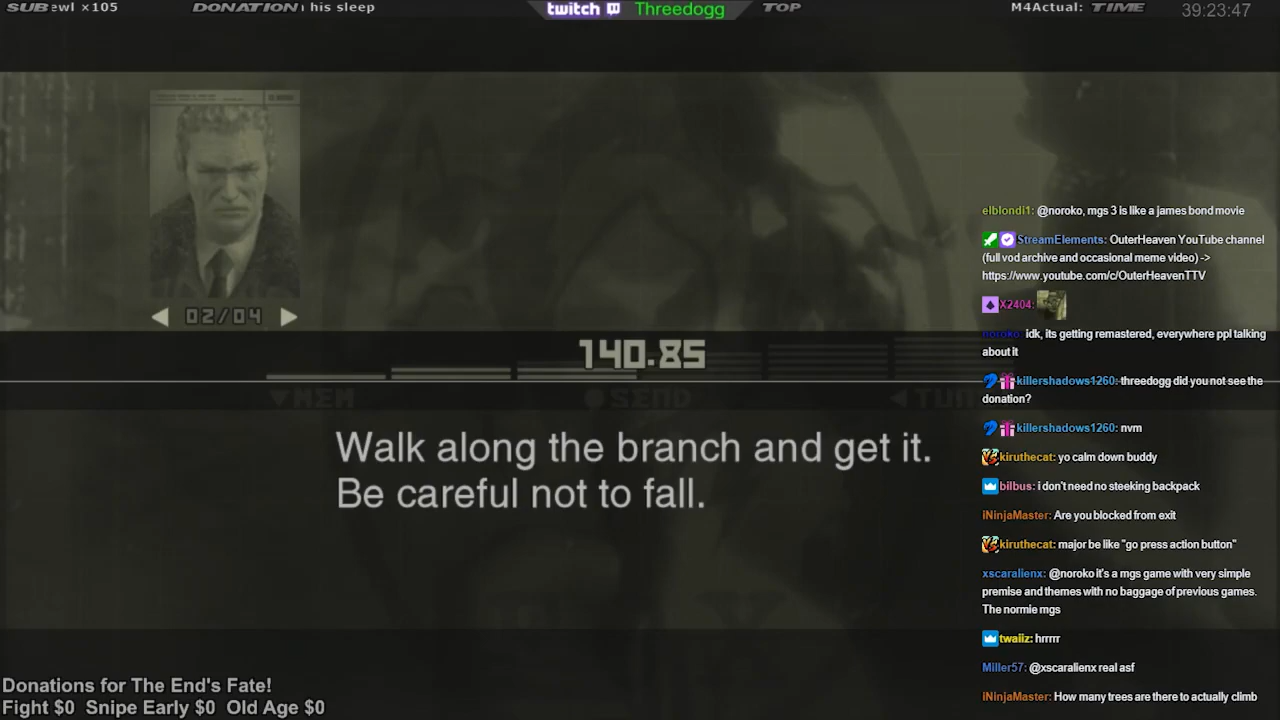 SUB ewl x105
DONATION his sleep
twitch Threedogg
TOP
M4Actual: TIME
39:23:47
02/04
140.85
MEM
SEND
TUN
Walk along the branch and get it.
Be careful not to fall.
elblondi1: @noroko, mgs 3 is like a james bond movie
StreamElements: OuterHeaven YouTube channel
(full vod archive and occasional meme video) ->
https://www.youtube.com/c/OuterHeavenTTV
X2404:
noroko: idk, its getting remastered, everywhere ppl talking
about it
killershadows1260: threedogg did you not see the
donation?
killershadows1260: nvm
kiruthecat: yo calm down buddy
bilbus: i don't need no steeking backpack
iNinjaMaster: Are you blocked from exit
kiruthecat: major be like "go press action button"
xscaralienx: @noroko it's a mgs game with very simple
premise and themes with no baggage of previous games.
The normie mgs
twaiiz: hrrrrr
Miller57: @xscaralienx real asf
iNinjaMaster: How many trees are there to actually climb
Donations for The End's Fate!
Fight $0 Snipe Early $0 Old Age $0